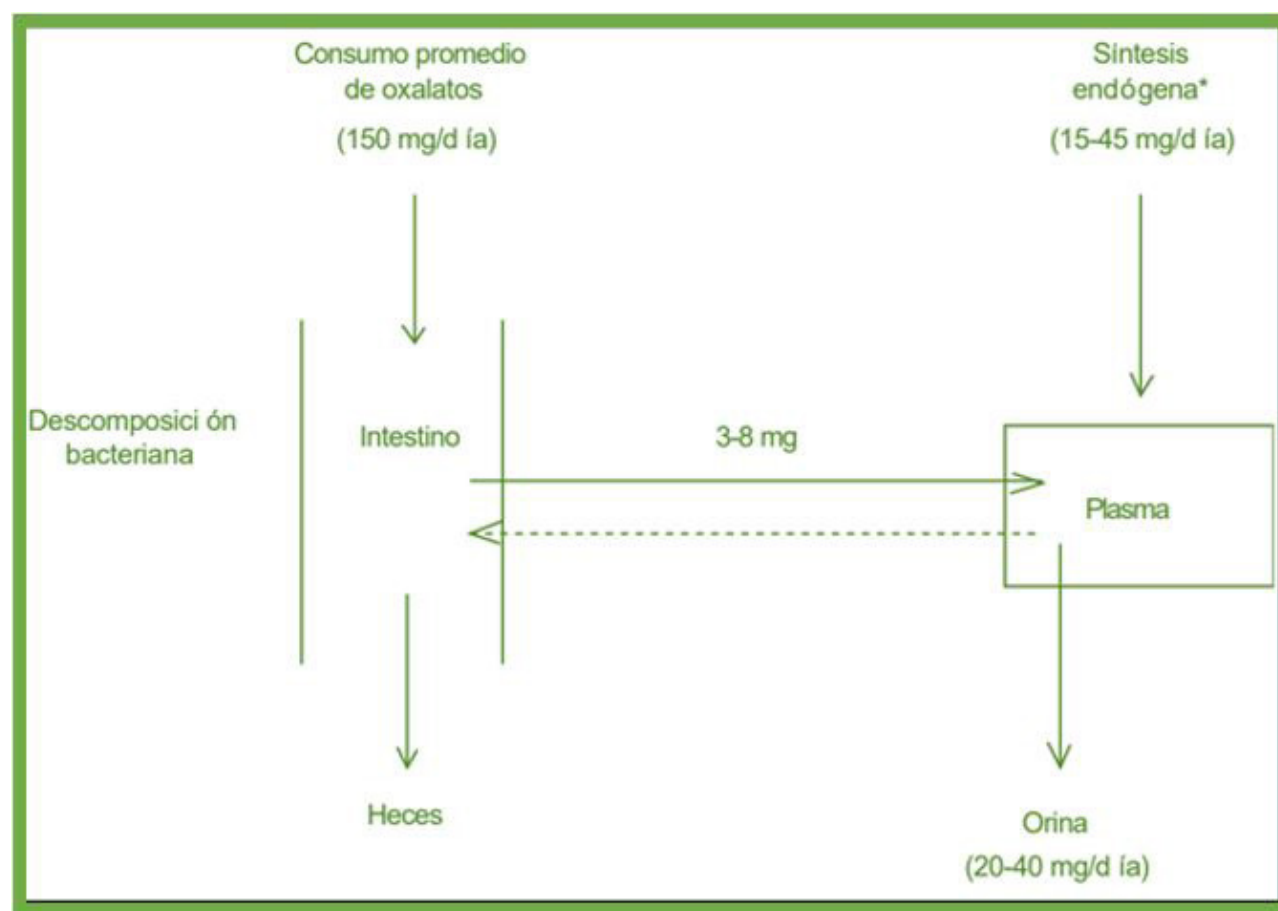 Consumo promedio
de oxalatos
(150 mg/d ía)
Síntesis
endógena*
(15-45 mg/d ía)
Descomposici ón
bacteriana
Intestino
3-8 mg
Plasma
Heces
Orina
(20-40 mg/d ía)